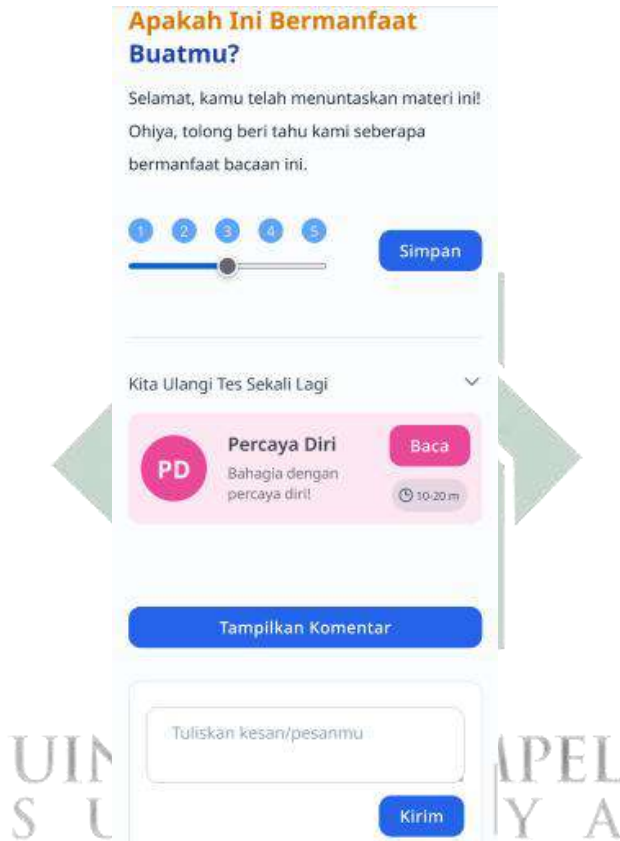 Apakah Ini Bermanfaat
Buatmu?
Selamat, kamu telah menuntaskan materi ini!
Ohiya, tolong beri tahu kami seberapa
bermanfaat bacaan ini.
1 2 3 4 5
Simpan
Kita Ulangi Tes Sekali Lagi
PD
Percaya Diri
Bahagia dengan
percaya diri!
Baca
10-20 m
Tampilkan Komentar
Tuliskan kesan/pesanmu
Kirim